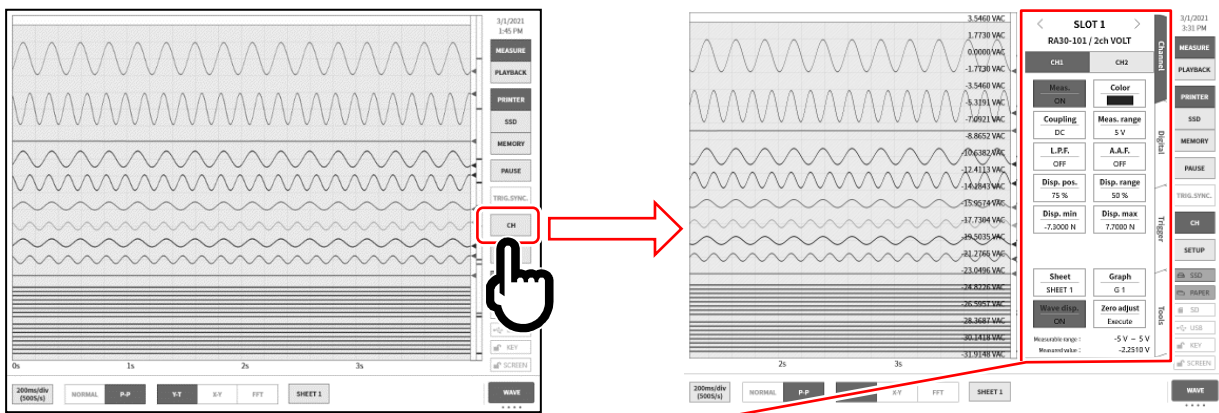 3/1/2021
1:45 PM
MEASURE
PLAYBACK
PRINTER
SSD
MEMORY
PAUSE
TRIG.SYNC.
CH
KEY
SCREEN
0s
1s
2s
3s
200ms/div
(500S/s)
NORMAL
P-P
Y-T
X-Y
FFT
SHEET 1
WAVE
3.5460 VAC
1.7730 VAC
0.0000 VAC
-1.7730 VAC
-3.5460 VAC
-5.3191 VAC
-7.0921 VAC
-8.8652 VAC
-10.6382 VAC
-12.4113 VAC
-14.1843 VAC
-15.9574 VAC
-17.7304 VAC
-19.5035 VAC
-21.2765 VAC
-23.0496 VAC
-24.8226 VAC
-26.5957 VAC
-28.3687 VAC
-30.1418 VAC
-31.9148 VAC
2s
3s
SLOT 1
RA30-101 / 2ch VOLT
CH1
CH2
Meas.
ON
Color
Coupling
DC
Meas. range
5 V
L.P.F.
OFF
A.A.F.
OFF
Disp. pos.
75 %
Disp. range
50 %
Disp. min
-7.3000 N
Disp. max
7.7000 N
Sheet
SHEET 1
Graph
G 1
Wave disp.
ON
Zero adjust
Execute
Measurable range :
-5 V ~ 5 V
Measured value :
-2.2510 V
Channel
Digital
Trigger
Tools
3/1/2021
3:31 PM
MEASURE
PLAYBACK
PRINTER
SSD
MEMORY
PAUSE
TRIG.SYNC.
CH
SETUP
SSD
PAPER
SD
USB
KEY
SCREEN
200ms/div
(500S/s)
NORMAL
P-P
X-Y
FFT
SHEET 1
WAVE